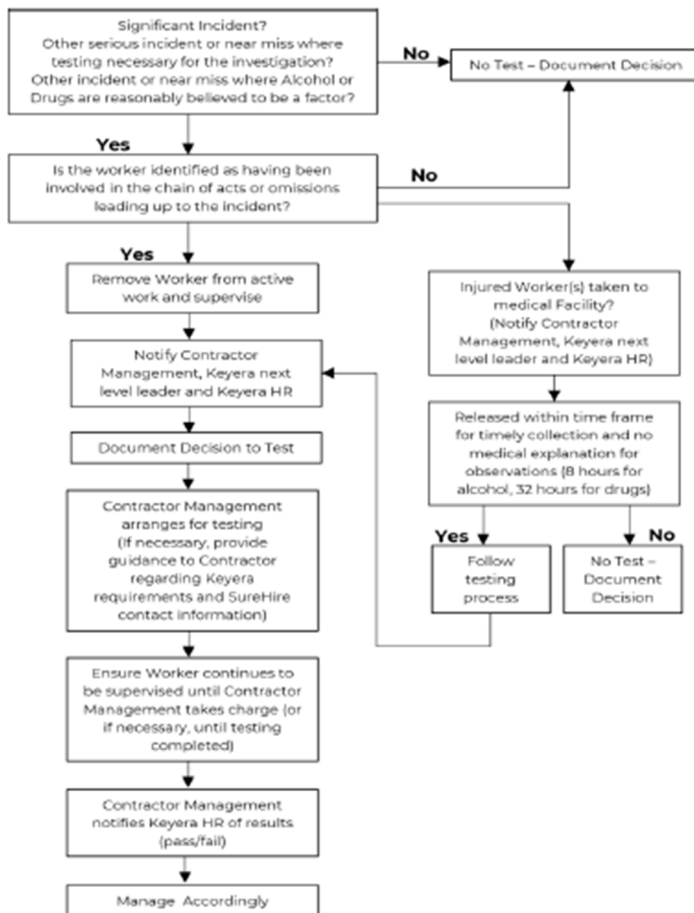 Significant Incident?
Other serious incident or near miss where
testing necessary for the investigation?
Other incident or near miss where Alcohol or
Drugs are reasonably believed to be a factor?
No
No Test – Document Decision
Yes
Is the worker identified as having been
involved in the chain of acts or omissions
leading up to the incident?
No
Yes
Remove Worker from active
work and supervise
Injured Worker(s) taken to
medical Facility?
(Notify Contractor
Management, Keyera next
level leader and Keyera HR)
Notify Contractor
Management, Keyera next
level leader and Keyera HR
Released within time frame
for timely collection and no
medical explanation for
observations (8 hours for
alcohol, 32 hours for drugs)
Document Decision to Test
Contractor Management
arranges for testing
(If necessary, provide
guidance to Contractor
regarding Keyera
requirements and SureHire
contact information)
Yes
No
Follow
testing
process
No Test –
Document
Decision
Ensure Worker continues to
be supervised until Contractor
Management takes charge (or
if necessary, until testing
completed)
Contractor Management
notifies Keyera HR of results
(pass/fail)
Manage Accordingly